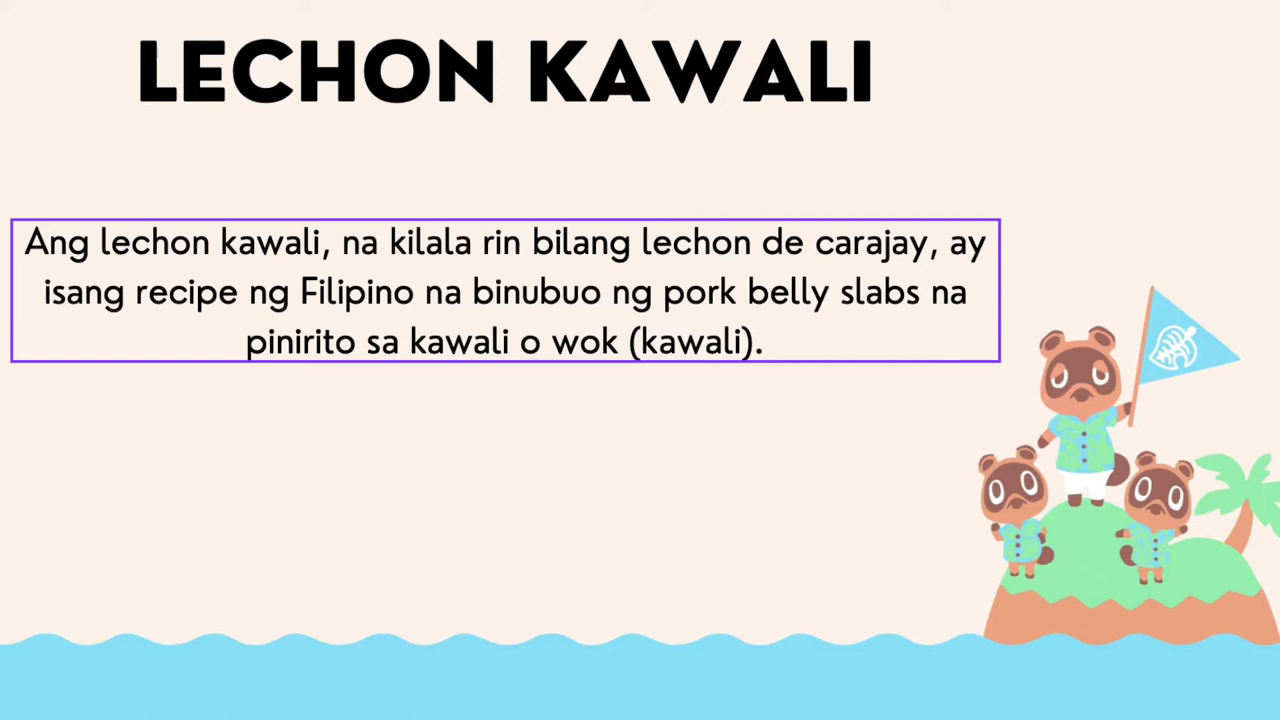 LECHON KAWALI
Ang lechon kawali, na kilala rin bilang lechon de carajay, ay
isang recipe ng Filipino na binubuo ng pork belly slabs na
pinirito sa kawali o wok (kawali).